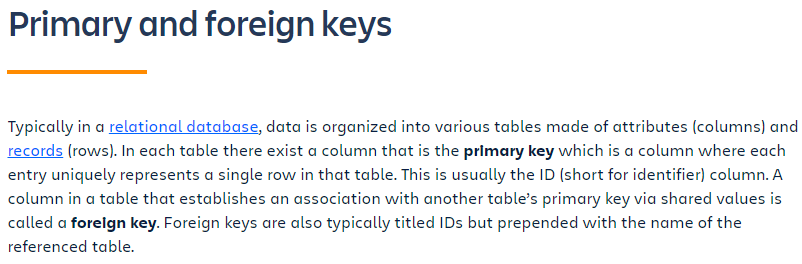 Primary and foreign keys
Typically in a relational database, data is organized into various tables made of attributes (columns) and
records (rows). In each table there exist a column that is the primary key which is a column where each
entry uniquely represents a single row in that table. This is usually the ID (short for identifier) column. A
column in a table that establishes an association with another table’s primary key via shared values is
called a foreign key. Foreign keys are also typically titled IDs but prepended with the name of the
referenced table.